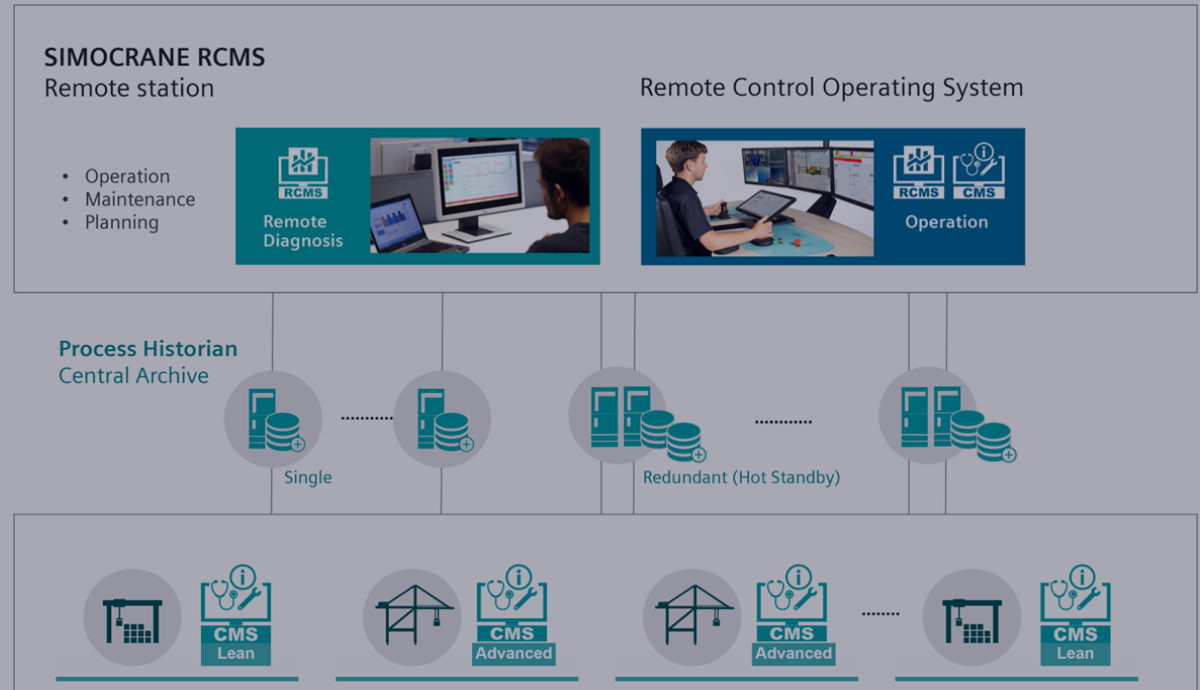 SIMOCRANE RCMS
Remote station
Remote Control Operating System
• Operation
• Maintenance
• Planning
RCMS
Remote
Diagnosis
RCMS
CMS
Operation
Process Historian
Central Archive
Single
Redundant (Hot Standby)
CMS
Lean
CMS
Advanced
CMS
Advanced
CMS
Lean